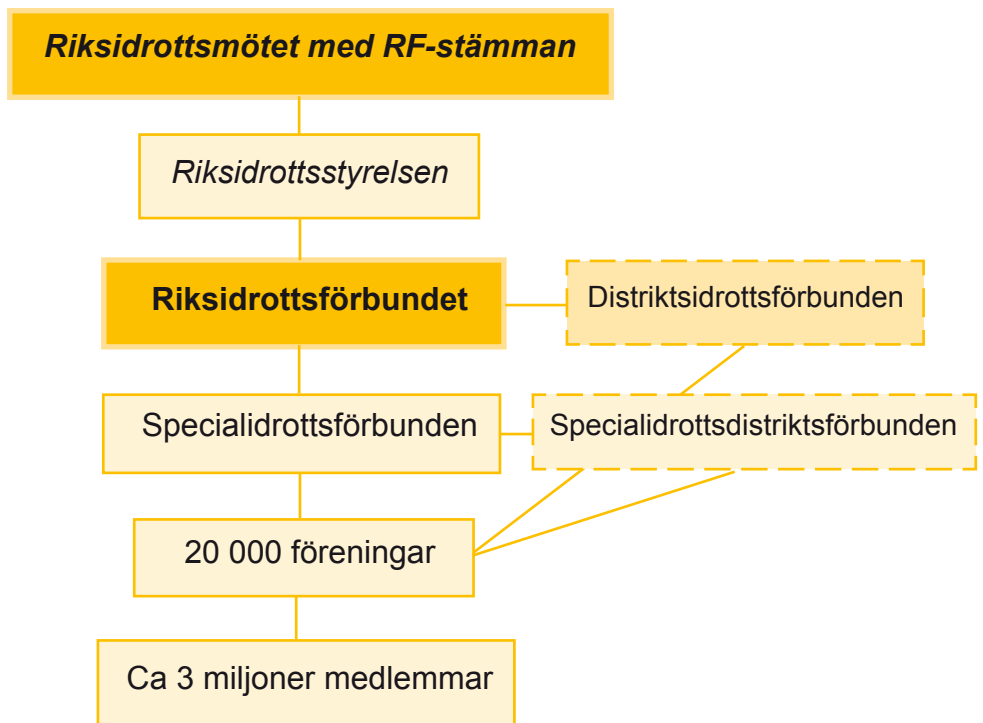 Riksidrottsmötet med RF-stämman
Riksidrottsstyrelsen
Riksidrottsförbundet
Distriktsidrottsförbunden
Specialidrottsförbunden
Specialidrottsdistriktsförbunden
20 000 föreningar
Ca 3 miljoner medlemmar